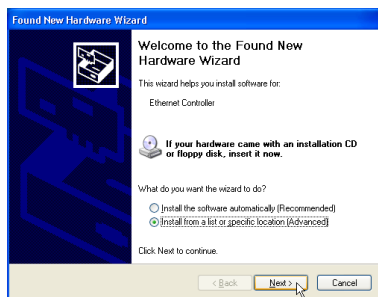 Found New Hardware Wizard
Welcome to the Found New
Hardware Wizard
This wizard helps you install software for:
Ethernet Controller
If your hardware came with an installation CD
or floppy disk, insert it now.
What do you want the wizard to do?
Install the software automatically (Recommended)
Install from a list or specific location (Advanced)
Click Next to continue.
< Back Next > Cancel